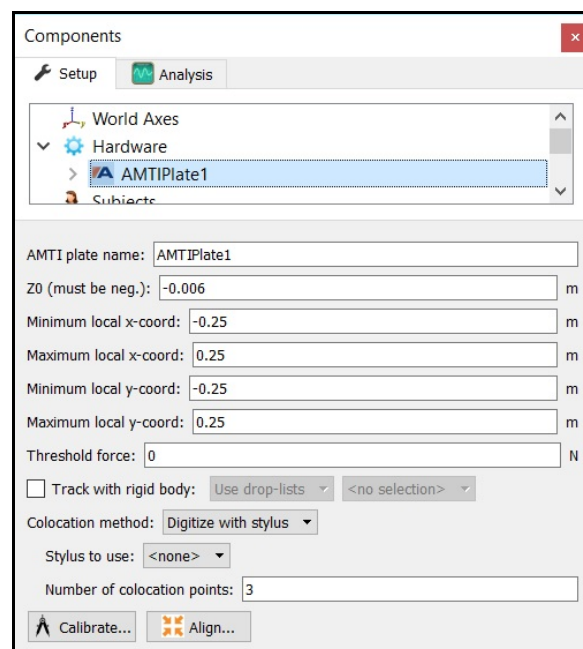 Components
Setup Analysis
World Axes
Hardware
AMTIPlate1
Subjects
AMTI plate name: AMTIPlate1
Z0 (must be neg.): -0.006 m
Minimum local x-coord: -0.25 m
Maximum local x-coord: 0.25 m
Minimum local y-coord: -0.25 m
Maximum local y-coord: 0.25 m
Threshold force: 0 N
Track with rigid body: Use drop-lists <no selection>
Colocation method: Digitize with stylus
Stylus to use: <none>
Number of colocation points: 3
Calibrate... Align...